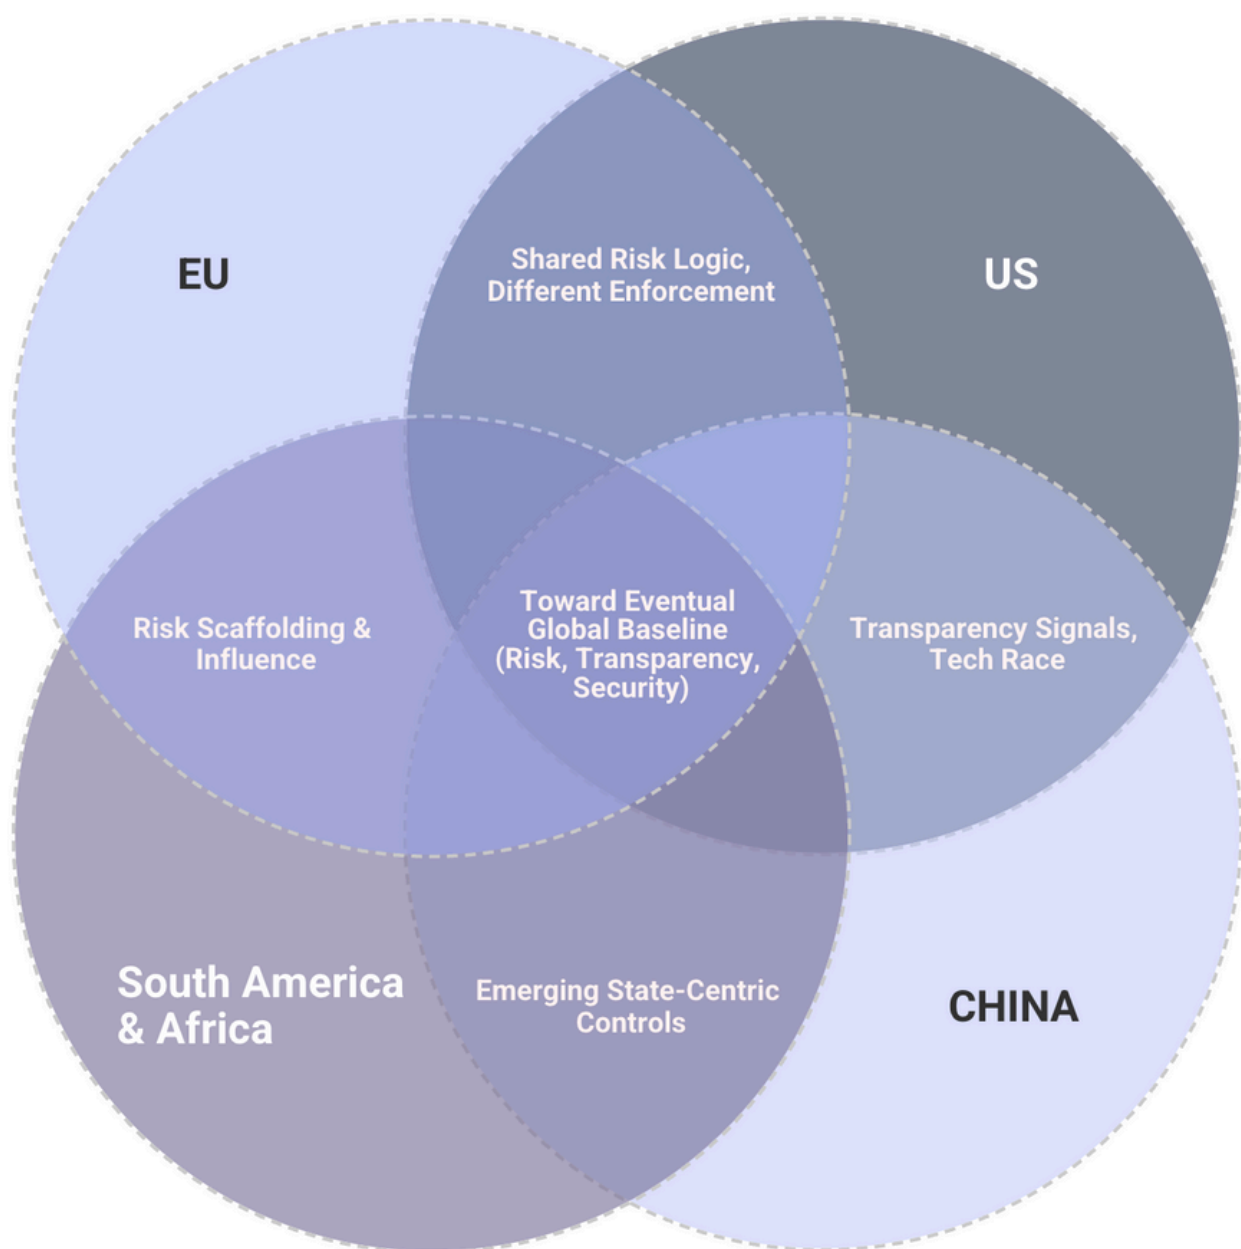 EU
Shared Risk Logic,
Different Enforcement
US
Risk Scaffolding &
Influence
Toward Eventual
Global Baseline
(Risk, Transparency,
Security)
Transparency Signals,
Tech Race
South America
& Africa
Emerging State-Centric
Controls
CHINA